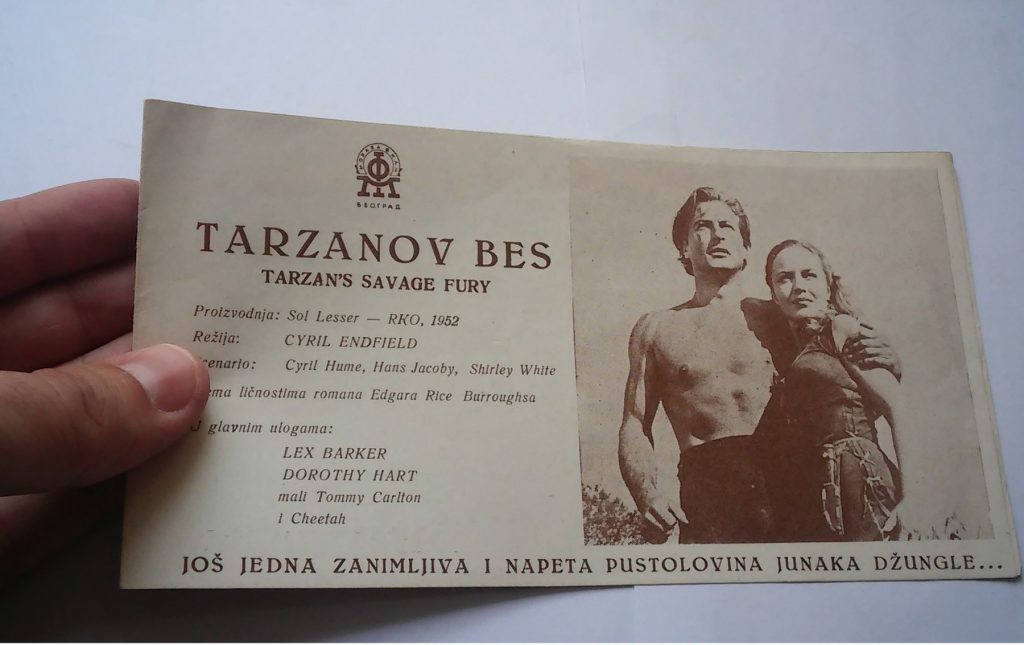 БЕОГРАД
TARZANOV BES
TARZAN'S SAVAGE FURY
Proizvodnja: Sol Lesser — RKO, 1952
Režija: CYRIL ENDFIELD
Cyril Hume, Hans Jacoby, Shirley White
ličnostima romana Edgara Rice Burroughsa
glavnim ulogama:
LEX BARKER
DOROTHY HART
mali Tommy Carlton
i Cheetah
JOŠ JEDNA ZANIMLJIVA I NAPETA PUSTOLOVINA JUNAKA DŽUNGLE...